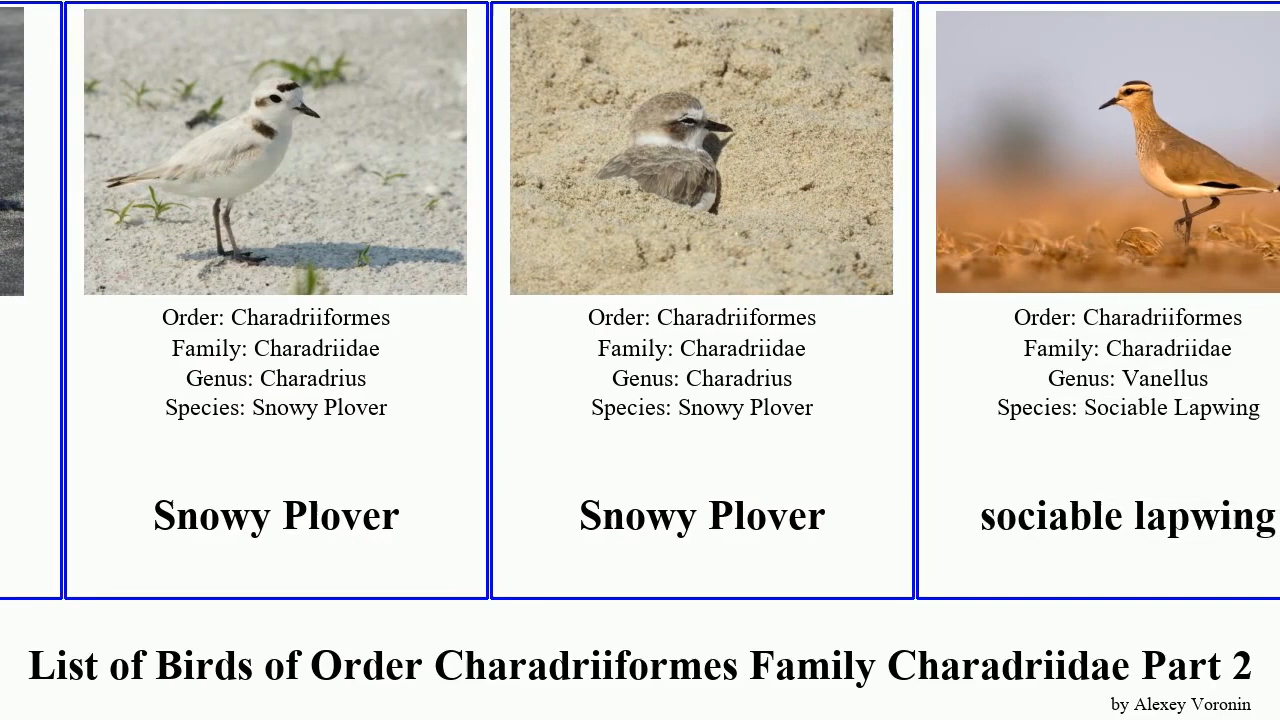 Order: Charadriiformes
Family: Charadriidae
Genus: Charadrius
Species: Snowy Plover
Snowy Plover
Order: Charadriiformes
Family: Charadriidae
Genus: Charadrius
Species: Snowy Plover
Snowy Plover
Order: Charadriiformes
Family: Charadriidae
Genus: Vanellus
Species: Sociable Lapwing
sociable lapwing
List of Birds of Order Charadriiformes Family Charadriidae Part 2
by Alexey Voronin